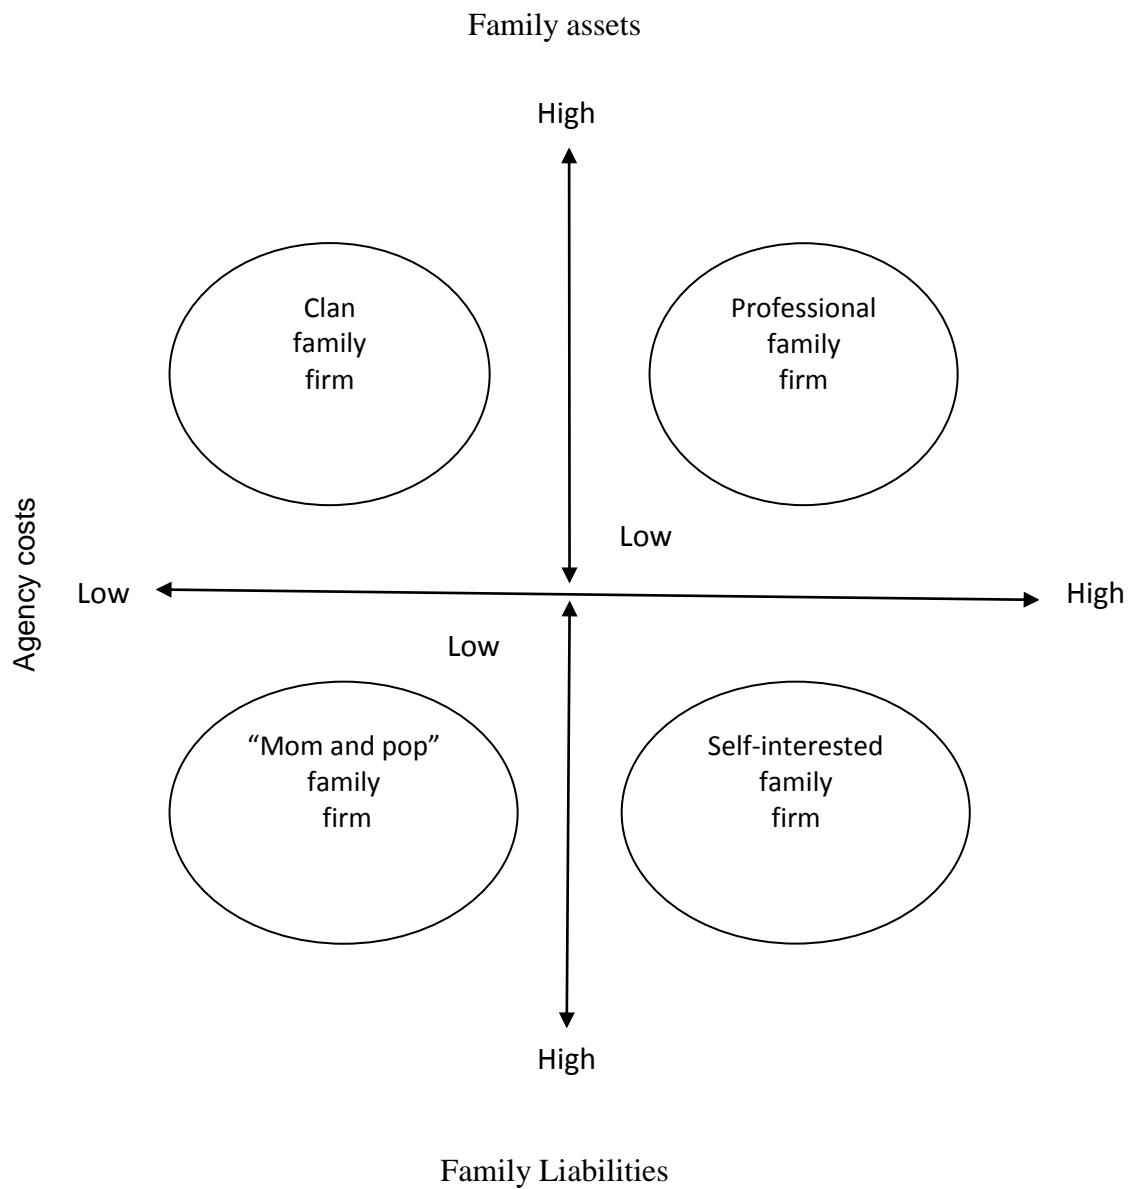 Family assets
High
Clan
family
firm
Professional
family
firm
Low
Agency costs
Low
High
Low
“Mom and pop”
family
firm
Self-interested
family
firm
High
Family Liabilities